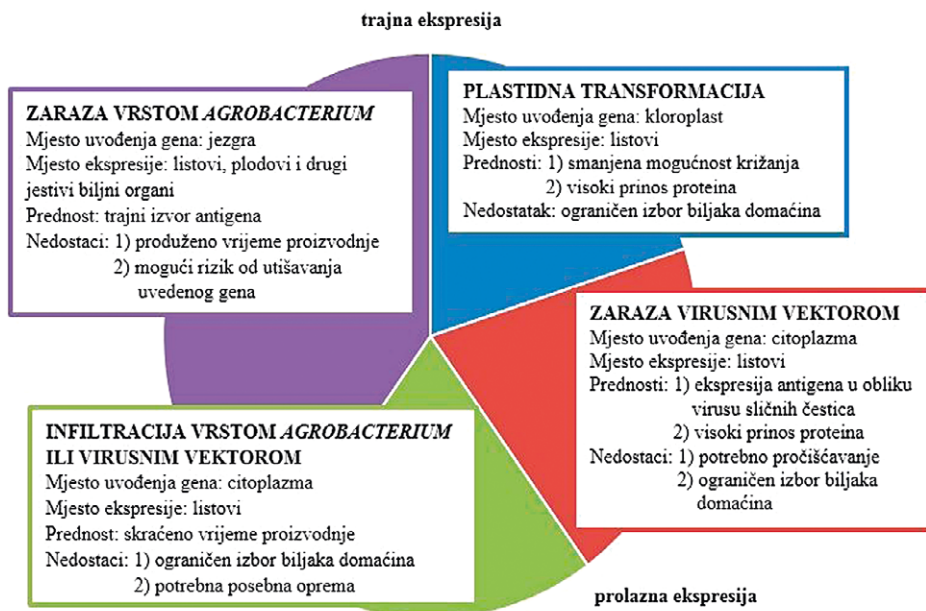 trajna ekspresija
ZARAZA VRSTOM AGROBACTERIUM
Mjesto uvođenja gena: jezgra
Mjesto ekspresije: listovi, plodovi i drugi
jestivi biljni organi
Prednost: trajni izvor antigena
Nedostaci: 1) produženo vrijeme proizvodnje
2) mogući rizik od utišavanja
uvedenog gena
PLASTIDNA TRANSFORMACIJA
Mjesto uvođenja gena: kloroplast
Mjesto ekspresije: listovi
Prednosti: 1) smanjena mogućnost križanja
2) visoki prinos proteina
Nedostatak: ograničen izbor biljaka domaćina
ZARAZA VIRUSNIM VEKTOROM
Mjesto uvođenja gena: citoplazma
Mjesto ekspresije: listovi
Prednosti: 1) ekspresija antigena u obliku
virusu sličnih čestica
2) visoki prinos proteina
Nedostaci: 1) potrebno pročišćavanje
2) ograničen izbor biljaka
domaćina
INFILTRACIJA VRSTOM AGROBACTERIUM
ILI VIRUSNIM VEKTOROM
Mjesto uvođenja gena: citoplazma
Mjesto ekspresije: listovi
Prednost: skraćeno vrijeme proizvodnje
Nedostaci: 1) ograničen izbor biljaka domaćina
2) potrebna posebna oprema
prolazna ekspresija